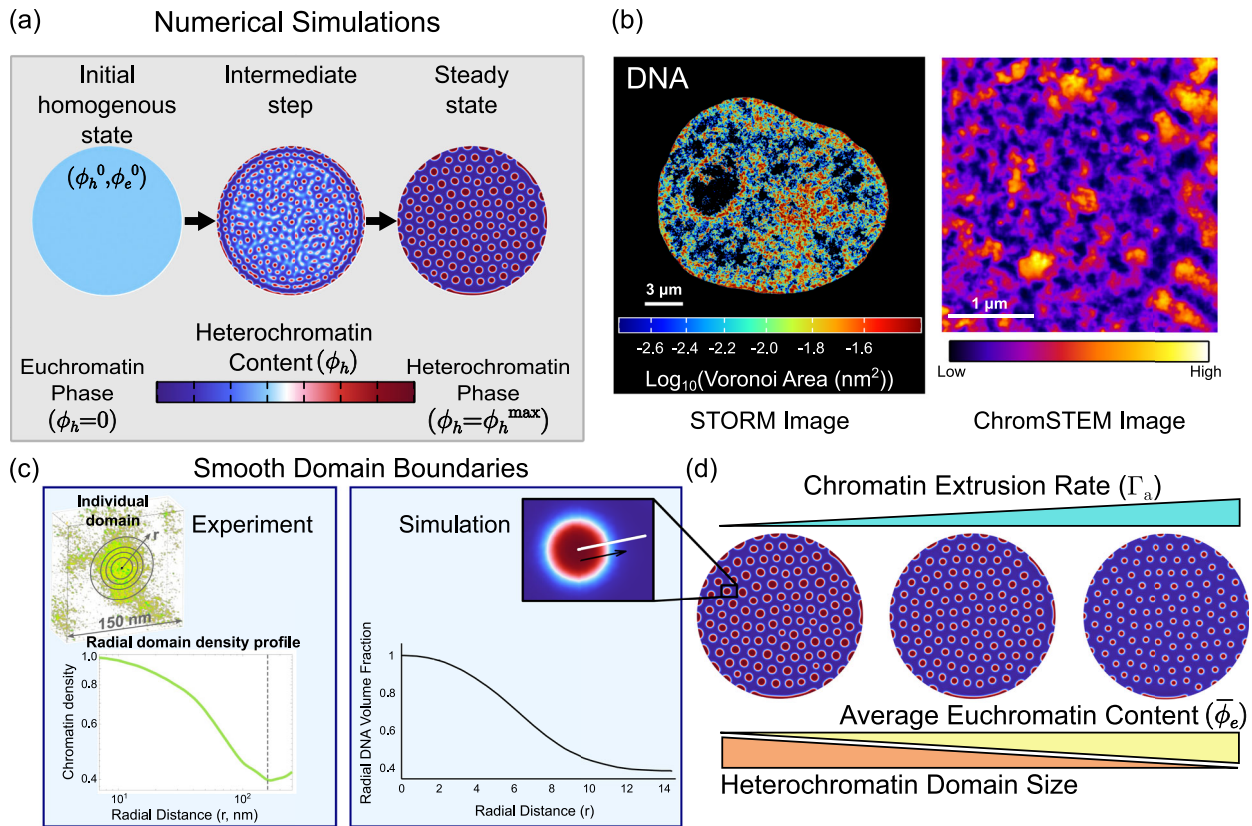 (a)
Numerical Simulations
Initial
homogenous
state
(ϕh⁰,ϕe⁰)
Intermediate
step
Steady
state
Heterochromatin
Content (ϕh)
Euchromatin
Phase
(ϕh=0)
Heterochromatin
Phase
(ϕh=ϕh^max)
(b)
DNA
3 μm
-2.6 -2.4 -2.2 -2.0 -1.8 -1.6
Log₁₀(Voronoi Area (nm²))
STORM Image
1 μm
Low
High
ChromSTEM Image
(c)
Smooth Domain Boundaries
Individual
domain
r
150 nm
Experiment
Radial domain density profile
Chromatin density
1.0
0.8
0.6
0.4
10¹
10²
Radial Distance (r, nm)
Simulation
Radial DNA Volume Fraction
1
0.8
0.6
0.4
0 2 4 6 8 10 12 14
Radial Distance (r)
(d)
Chromatin Extrusion Rate (Γa)
Average Euchromatin Content (ϕ̅e)
Heterochromatin Domain Size